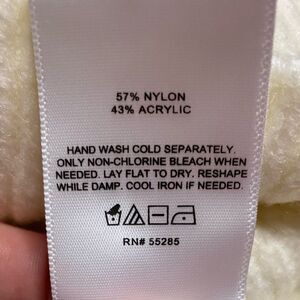 57% NYLON
43% ACRYLIC
HAND WASH COLD SEPARATELY.
ONLY NON-CHLORINE BLEACH WHEN
NEEDED. LAY FLAT TO DRY. RESHAPE
WHILE DAMP. COOL IRON IF NEEDED.
RN# 55285